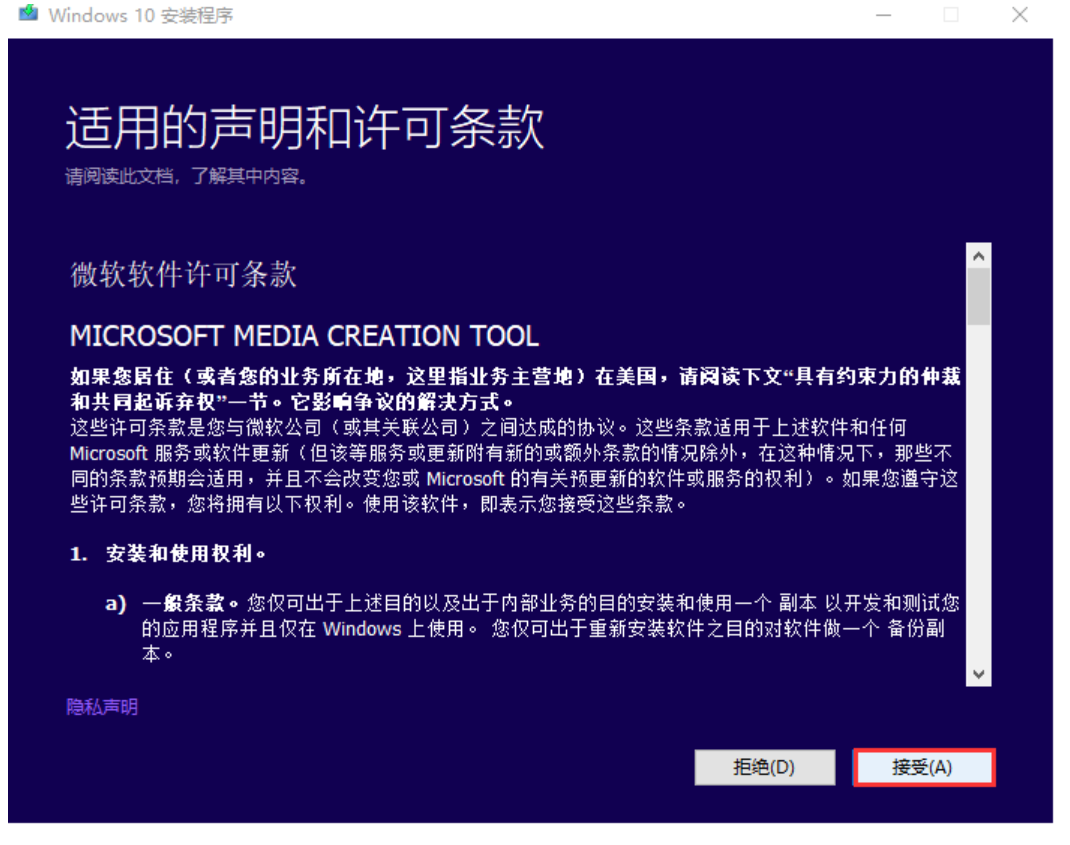 Windows 10 安装程序
适用的声明和许可条款
请阅读此文档，了解其中内容。
微软软件许可条款
MICROSOFT MEDIA CREATION TOOL
如果您居住（或者您的业务所在地，这里指业务主营地）在美国，请阅读下文“具有约束力的仲裁
和共同起诉弃权”一节。它影响争议的解决方式。
这些许可条款是您与微软公司（或其关联公司）之间达成的协议。这些条款适用于上述软件和任何
Microsoft 服务或软件更新（但该等服务或更新附有新的或额外条款的情况除外，在这种情况下，那些不
同的条款预期会适用，并且不会改变您或 Microsoft 的有关预更新的软件或服务的权利）。如果您遵守这
些许可条款，您将拥有以下权利。使用该软件，即表示您接受这些条款。
1. 安装和使用权利。
a) 一般条款。您仅可出于上述目的以及出于内部业务的目的安装和使用一个 副本 以开发和测试您
的应用程序并且仅在 Windows 上使用。 您仅可出于重新安装软件之目的对软件做一个 备份副
本。
隐私声明
拒绝(D) 接受(A)